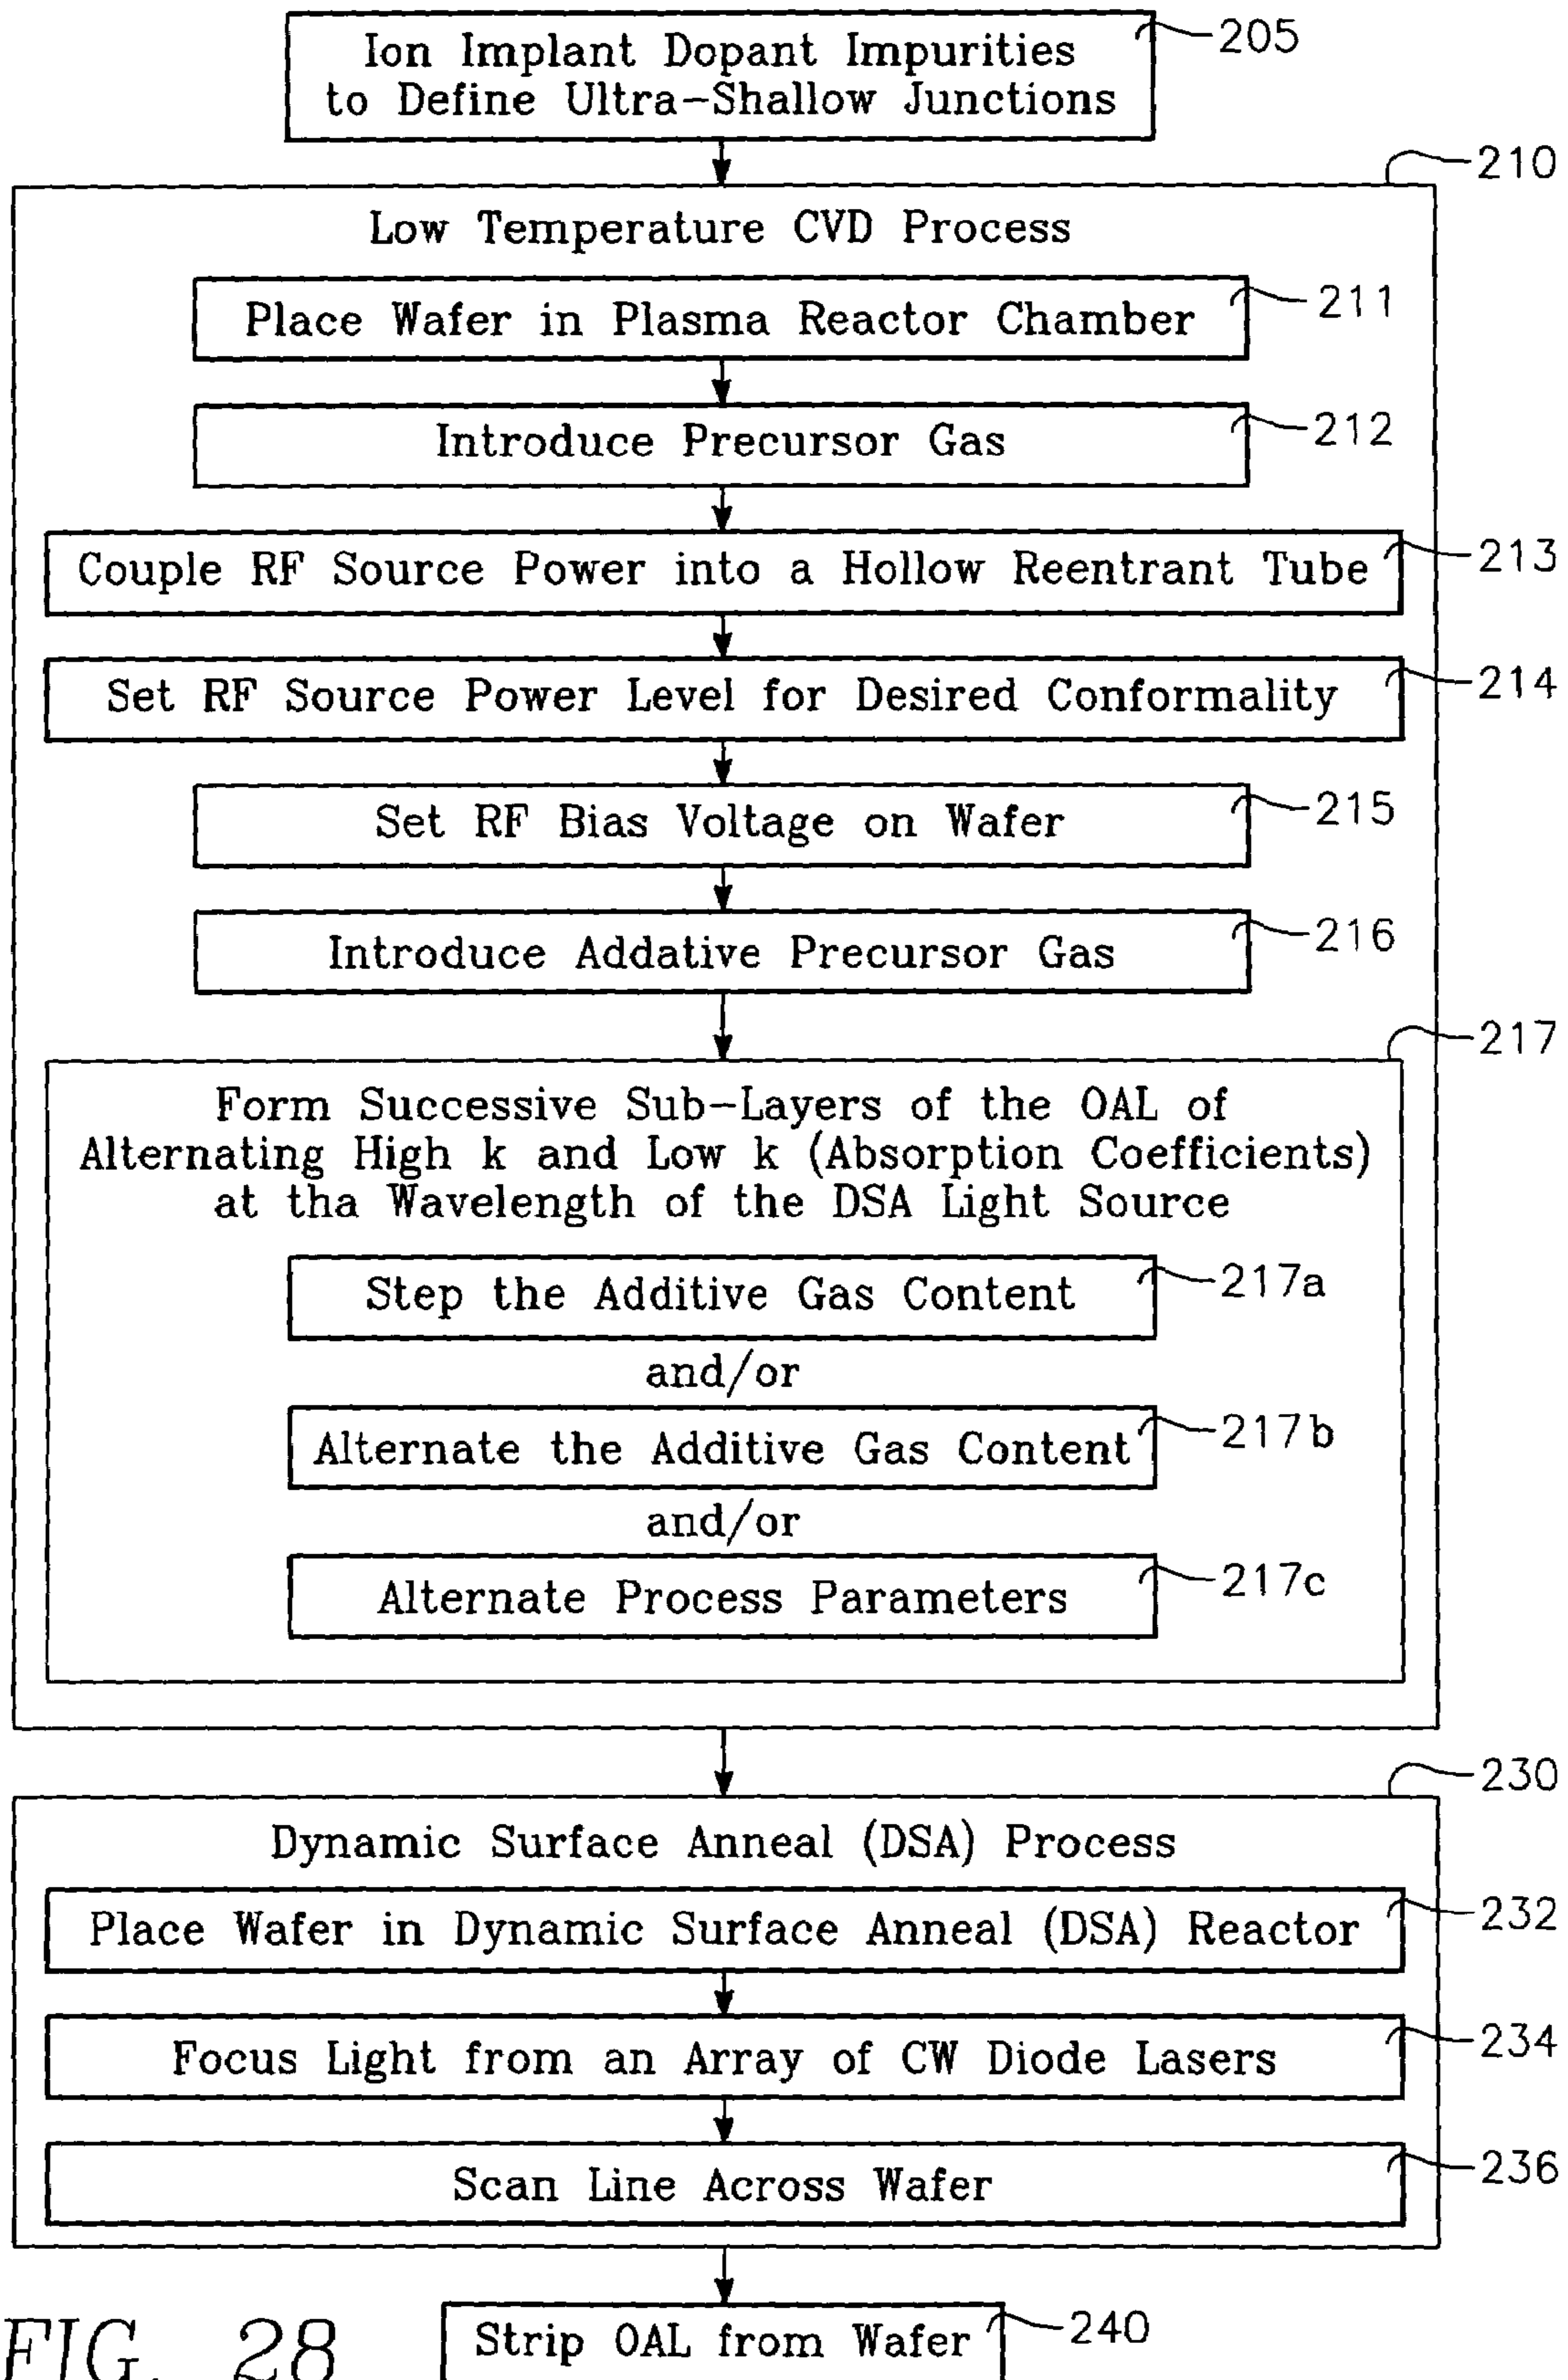 Ion Implant Dopant Impurities
to Define Ultra-Shallow Junctions
205
210
Low Temperature CVD Process
Place Wafer in Plasma Reactor Chamber
211
Introduce Precursor Gas
212
Couple RF Source Power into a Hollow Reentrant Tube
213
Set RF Source Power Level for Desired Conformality
214
Set RF Bias Voltage on Wafer
215
Introduce Addative Precursor Gas
216
217
Form Successive Sub-Layers of the OAL of
Alternating High k and Low k (Absorption Coefficients)
at tha Wavelength of the DSA Light Source
Step the Additive Gas Content
217a
and/or
Alternate the Additive Gas Content
217b
and/or
Alternate Process Parameters
217c
230
Dynamic Surface Anneal (DSA) Process
Place Wafer in Dynamic Surface Anneal (DSA) Reactor
232
Focus Light from an Array of CW Diode Lasers
234
Scan Line Across Wafer
236
Strip OAL from Wafer
240
FIG. 28